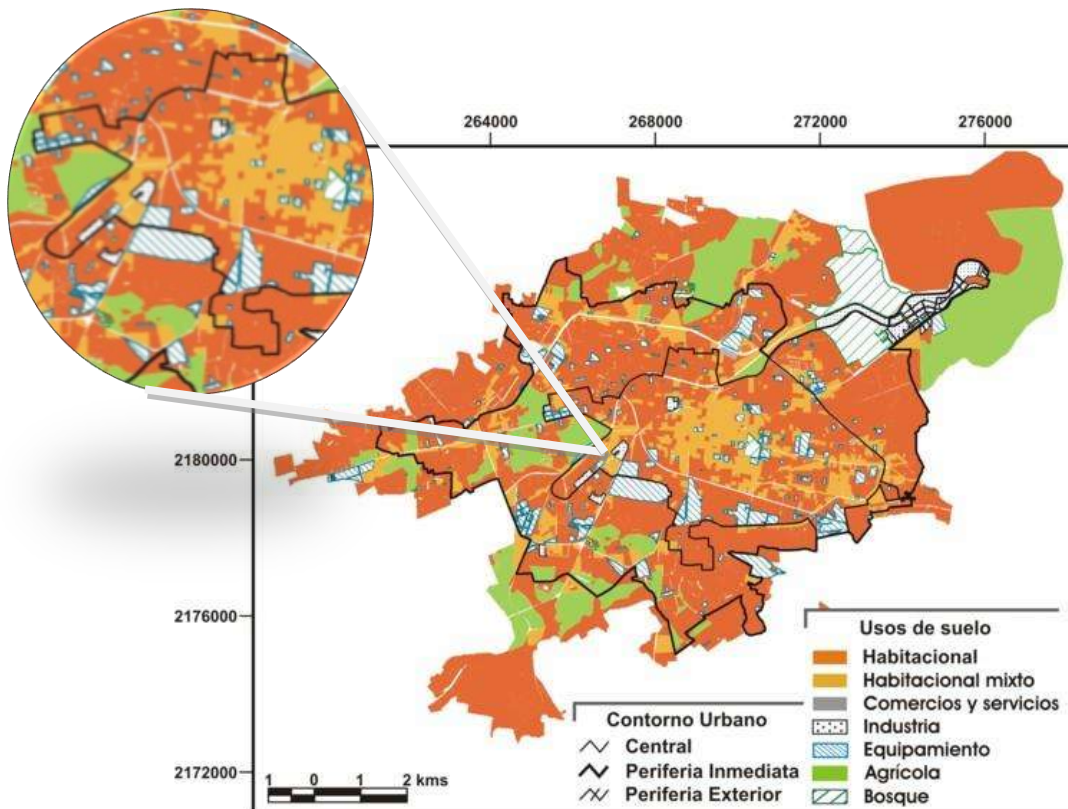 264000 268000 272000 276000
2180000
2176000
2172000
Usos de suelo
Habitacional
Habitacional mixto
Comercios y servicios
Industria
Equipamiento
Agrícola
Bosque
Contorno Urbano
Central
Periferia Inmediata
Periferia Exterior
1 0 1 2 kms